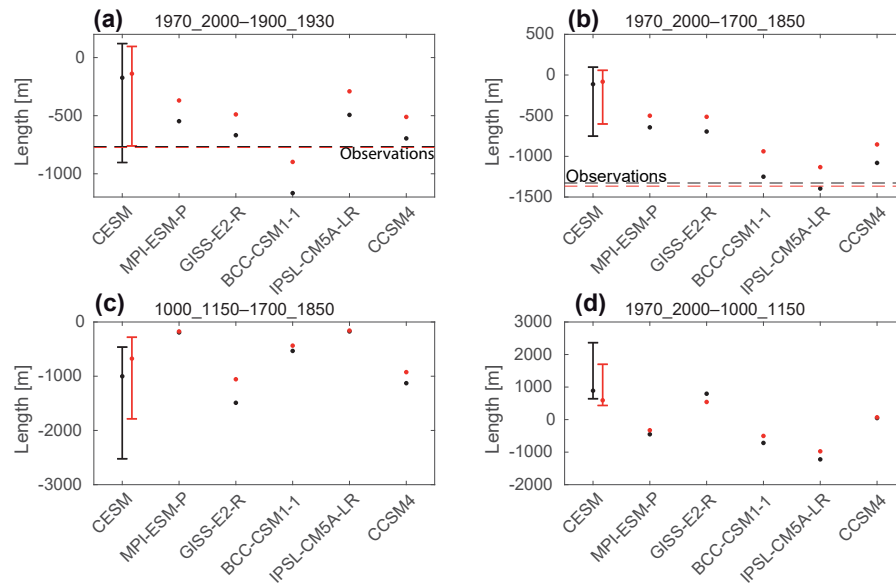 (a) 1970_2000–1900_1930
0
-500
-1000
Length [m]
Observations
CESM
MPI-ESM-P
GISS-E2-R
BCC-CSM1-1
IPSL-CM5A-LR
CCSM4
(b) 1970_2000–1700_1850
500
0
-500
-1000
-1500
Length [m]
Observations
CESM
MPI-ESM-P
GISS-E2-R
BCC-CSM1-1
IPSL-CM5A-LR
CCSM4
(c) 1000_1150–1700_1850
0
-1000
-2000
-3000
Length [m]
CESM
MPI-ESM-P
GISS-E2-R
BCC-CSM1-1
IPSL-CM5A-LR
CCSM4
(d) 1970_2000–1000_1150
3000
2000
1000
0
-1000
-2000
Length [m]
CESM
MPI-ESM-P
GISS-E2-R
BCC-CSM1-1
IPSL-CM5A-LR
CCSM4